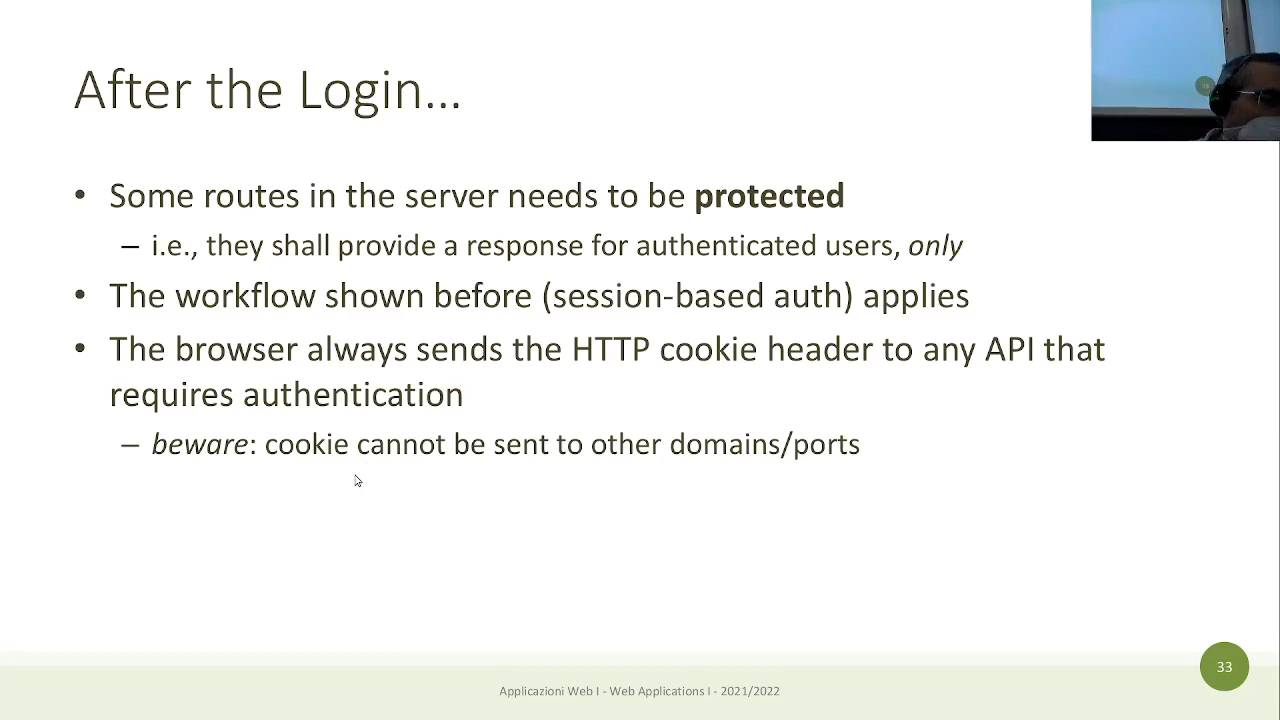 After the Login...
• Some routes in the server needs to be protected
– i.e., they shall provide a response for authenticated users, only
• The workflow shown before (session-based auth) applies
• The browser always sends the HTTP cookie header to any API that
requires authentication
– beware: cookie cannot be sent to other domains/ports
33
Applicazioni Web I - Web Applications I - 2021/2022